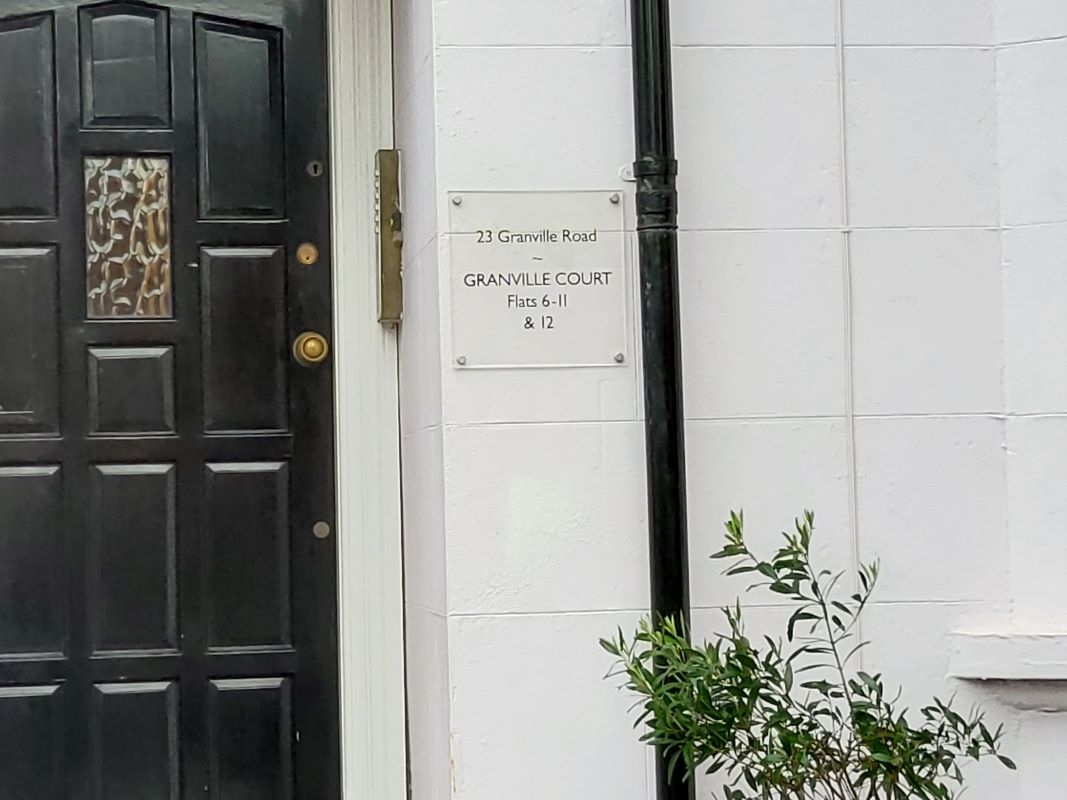 23 Granville Road
~
GRANVILLE COURT
Flats 6-11
& 12